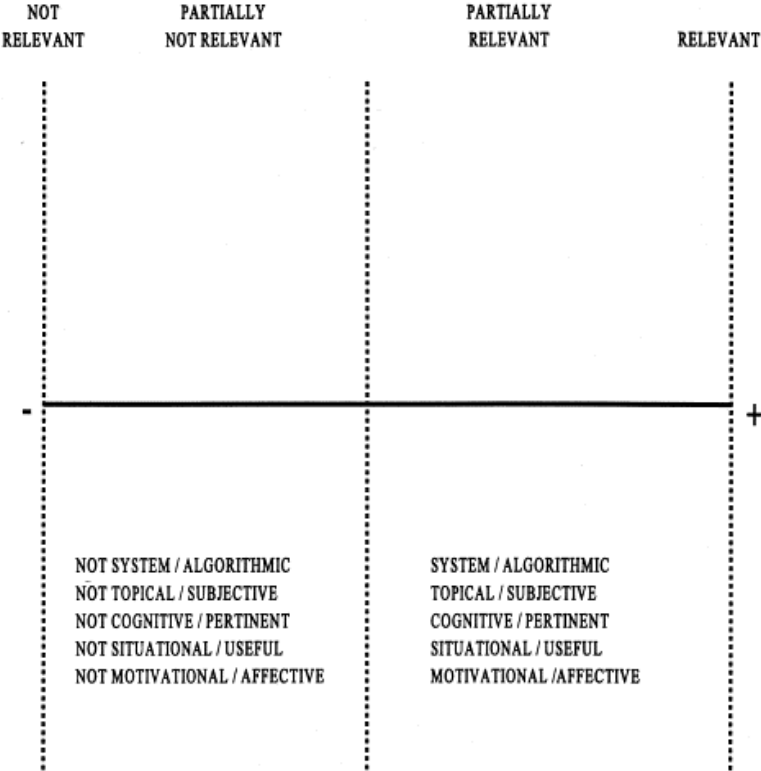 NOT PARTIALLY PARTIALLY
RELEVANT NOT RELEVANT RELEVANT RELEVANT
- +
NOT SYSTEM / ALGORITHMIC SYSTEM / ALGORITHMIC
NOT TOPICAL / SUBJECTIVE TOPICAL / SUBJECTIVE
NOT COGNITIVE / PERTINENT COGNITIVE / PERTINENT
NOT SITUATIONAL / USEFUL SITUATIONAL / USEFUL
NOT MOTIVATIONAL / AFFECTIVE MOTIVATIONAL /AFFECTIVE